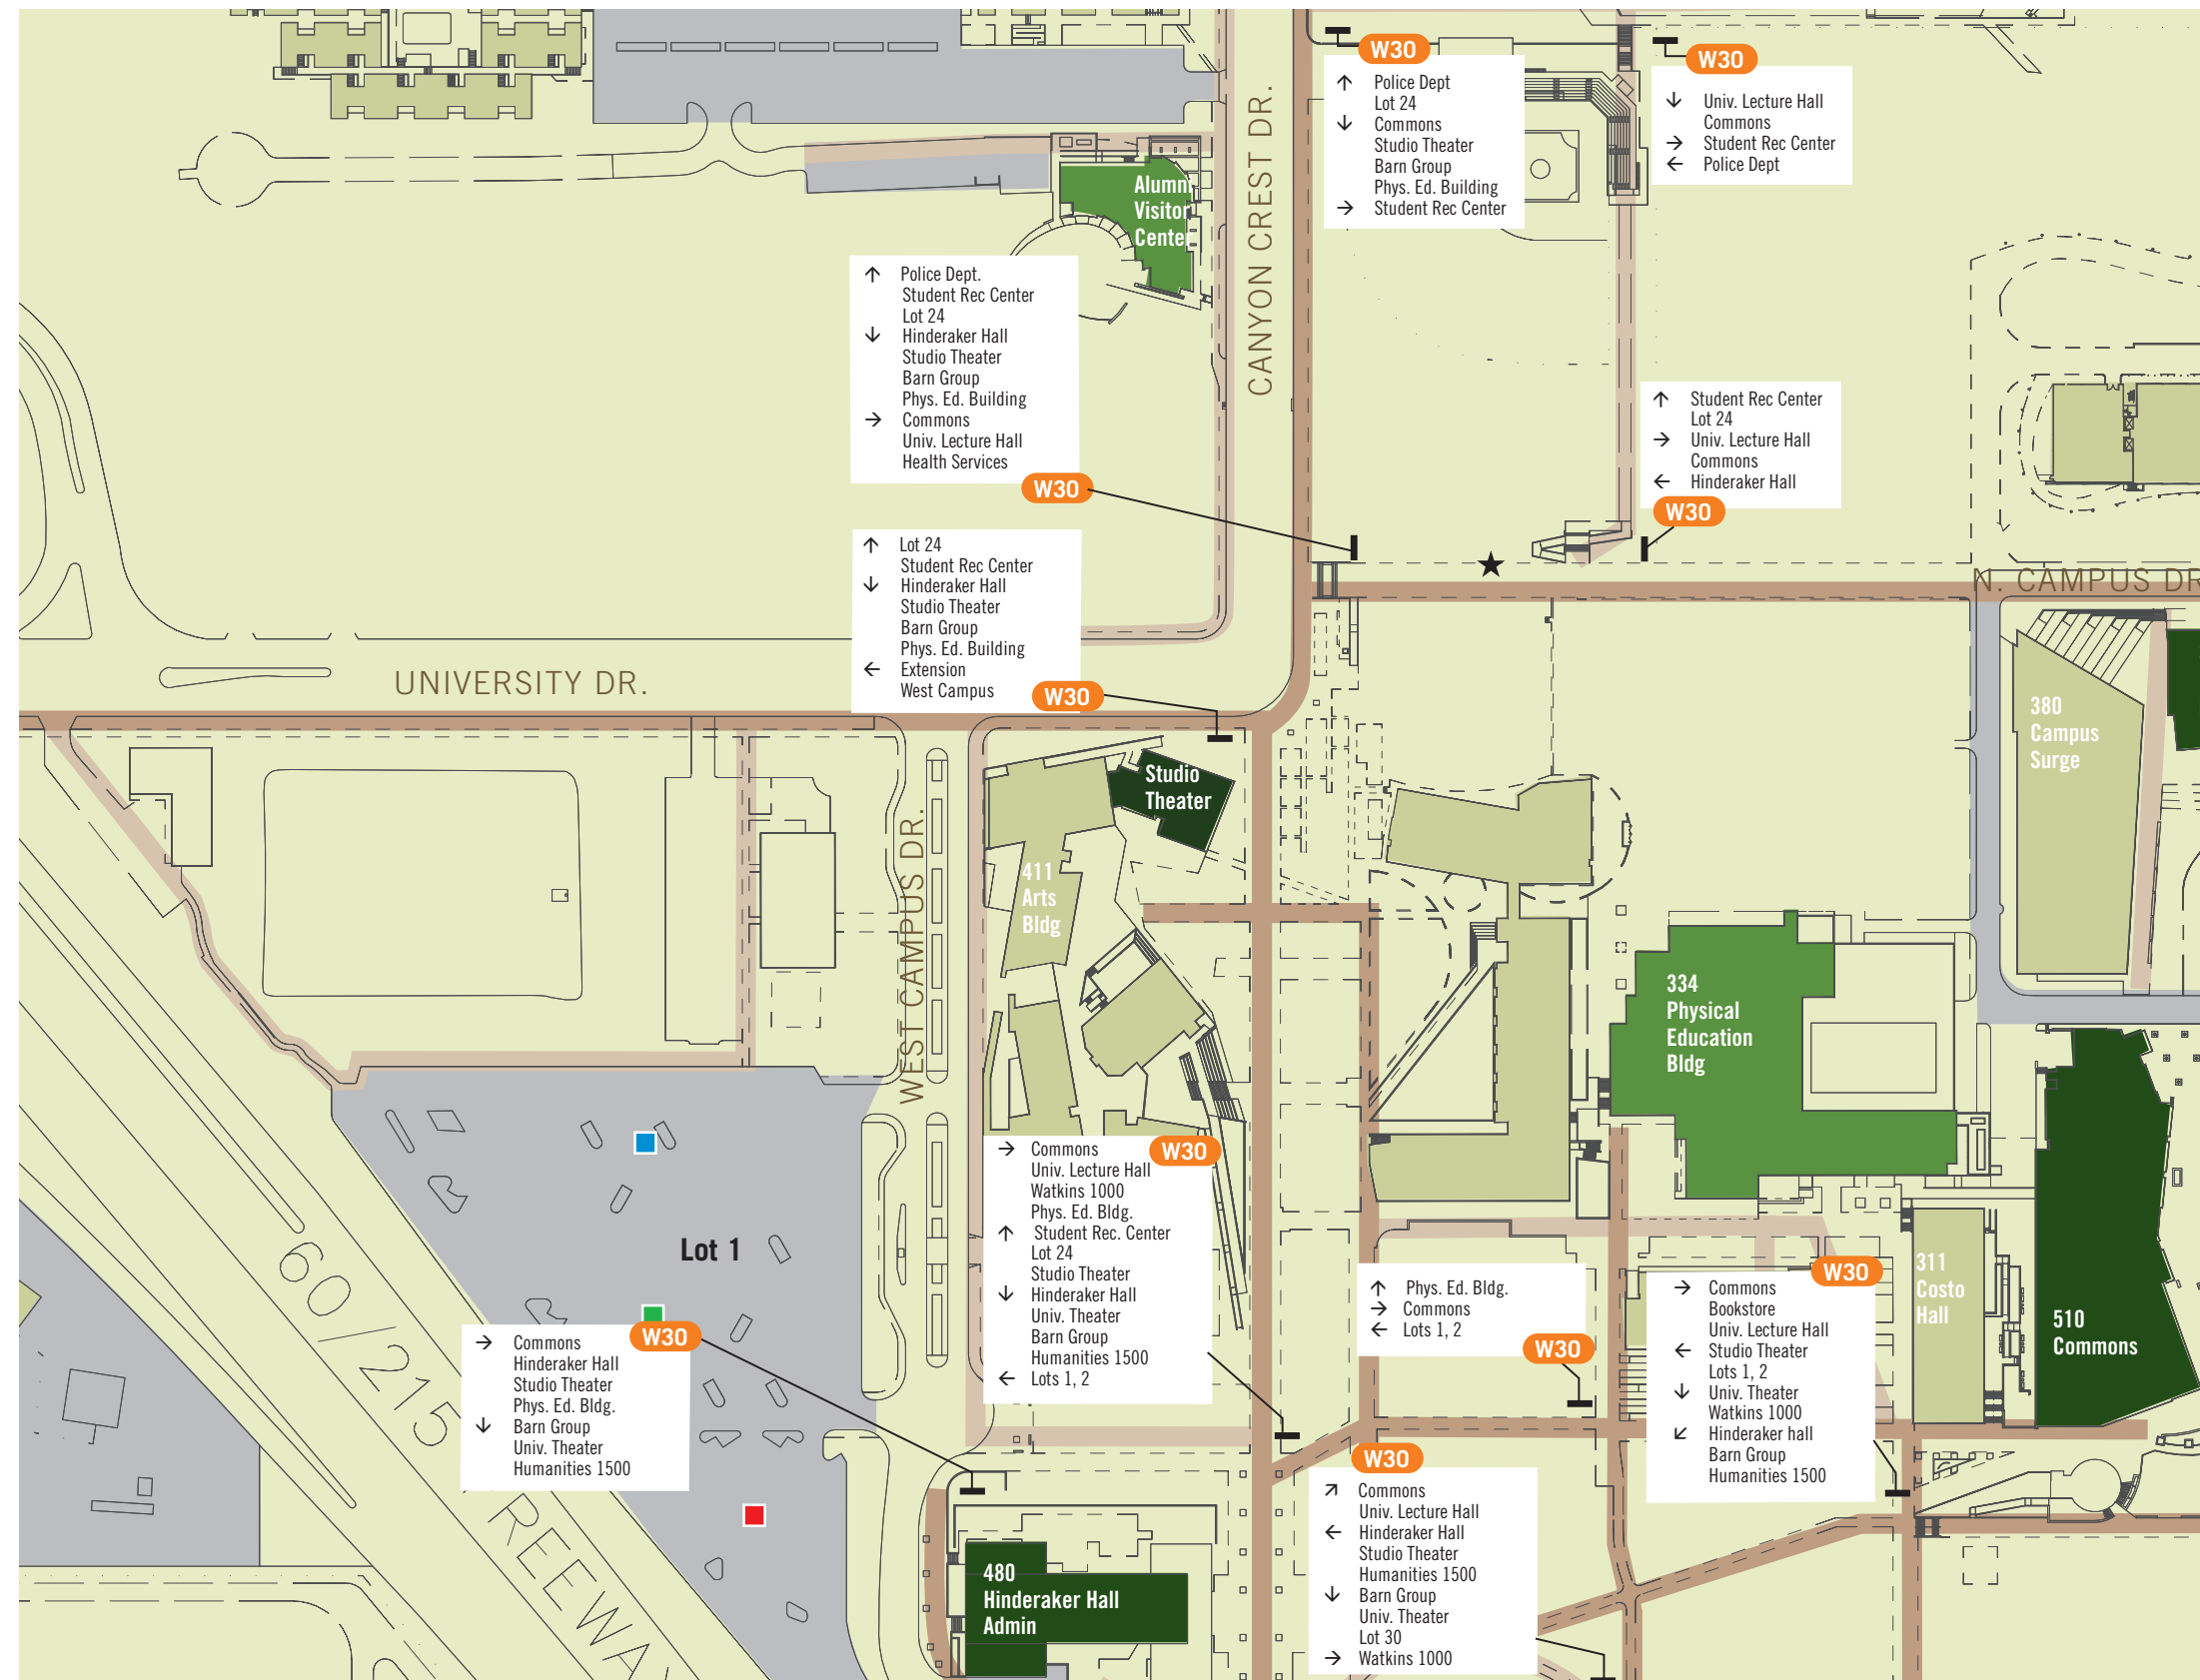 W30
↑ Police Dept
Lot 24
↓ Commons
Studio Theater
Barn Group
Phys. Ed. Building
→ Student Rec Center
W30
↓ Univ. Lecture Hall
Commons
→ Student Rec Center
← Police Dept
CANYON CREST DR.
Alumni
Visitor
Center
↑ Police Dept.
Student Rec Center
Lot 24
↓ Hinderaker Hall
Studio Theater
Barn Group
Phys. Ed. Building
→ Commons
Univ. Lecture Hall
Health Services
W30
↑ Student Rec Center
Lot 24
→ Univ. Lecture Hall
Commons
← Hinderaker Hall
W30
↑ Lot 24
Student Rec Center
↓ Hinderaker Hall
Studio Theater
Barn Group
Phys. Ed. Building
← Extension
West Campus
W30
N. CAMPUS DR
UNIVERSITY DR.
380
Campus
Surge
Studio
Theater
WEST CAMPUS DR.
411
Arts
Bldg
334
Physical
Education
Bldg
W30
→ Commons
Univ. Lecture Hall
Watkins 1000
Phys. Ed. Bldg.
↑ Student Rec. Center
Lot 24
Studio Theater
↓ Hinderaker Hall
Univ. Theater
Barn Group
Humanities 1500
← Lots 1, 2
Lot 1
60/215 FREEWAY
W30
→ Commons
Hinderaker Hall
Studio Theater
Phys. Ed. Bldg.
↓ Barn Group
Univ. Theater
Humanities 1500
↑ Phys. Ed. Bldg.
→ Commons
← Lots 1, 2
W30
W30
→ Commons
Bookstore
Univ. Lecture Hall
← Studio Theater
Lots 1, 2
↓ Univ. Theater
Watkins 1000
↙ Hinderaker hall
Barn Group
Humanities 1500
311
Costo
Hall
510
Commons
W30
↗ Commons
Univ. Lecture Hall
← Hinderaker Hall
Studio Theater
Humanities 1500
↓ Barn Group
Univ. Theater
Lot 30
→ Watkins 1000
480
Hinderaker Hall
Admin